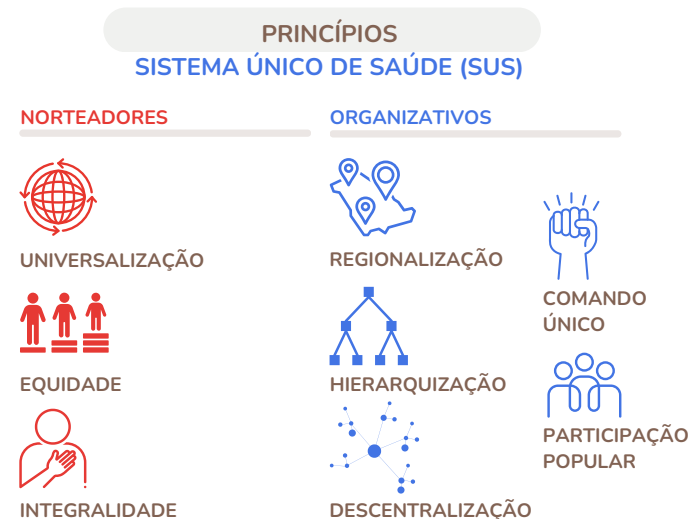 PRINCÍPIOS
SISTEMA ÚNICO DE SAÚDE (SUS)
NORTEADORES
UNIVERSALIZAÇÃO
EQUIDADE
INTEGRALIDADE
ORGANIZATIVOS
REGIONALIZAÇÃO
HIERARQUIZAÇÃO
DESCENTRALIZAÇÃO
COMANDO
ÚNICO
PARTICIPAÇÃO
POPULAR